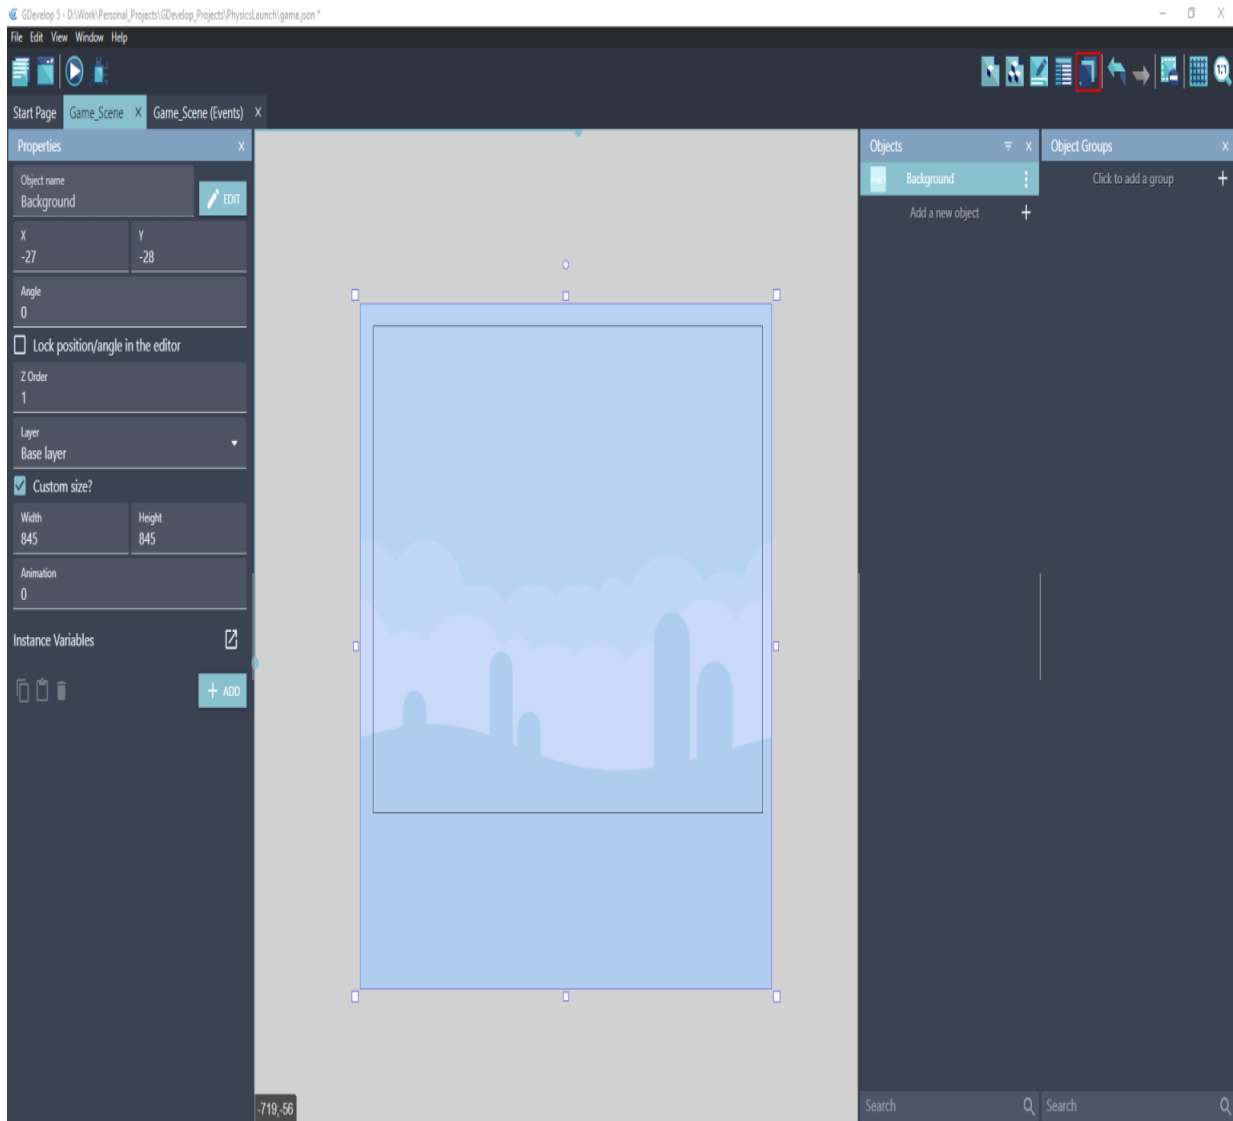 GDevelop 5 - D:\Work\Personal_Projects\GDevelop_Projects\PhysicsLaunch\game.json *
File Edit View Window Help
1:1
Start Page Game_Scene X Game_Scene (Events) X
Properties x
Objects x
Object Groups x
Object name
Background
EDIT
Background
Click to add a group +
Add a new object +
X Y
-27 -28
Angle
0
Lock position/angle in the editor
Z Order
1
Layer
Base layer
Custom size?
Width Height
845 845
Animation
0
Instance Variables
+ ADD
-719;-56
Search
Search